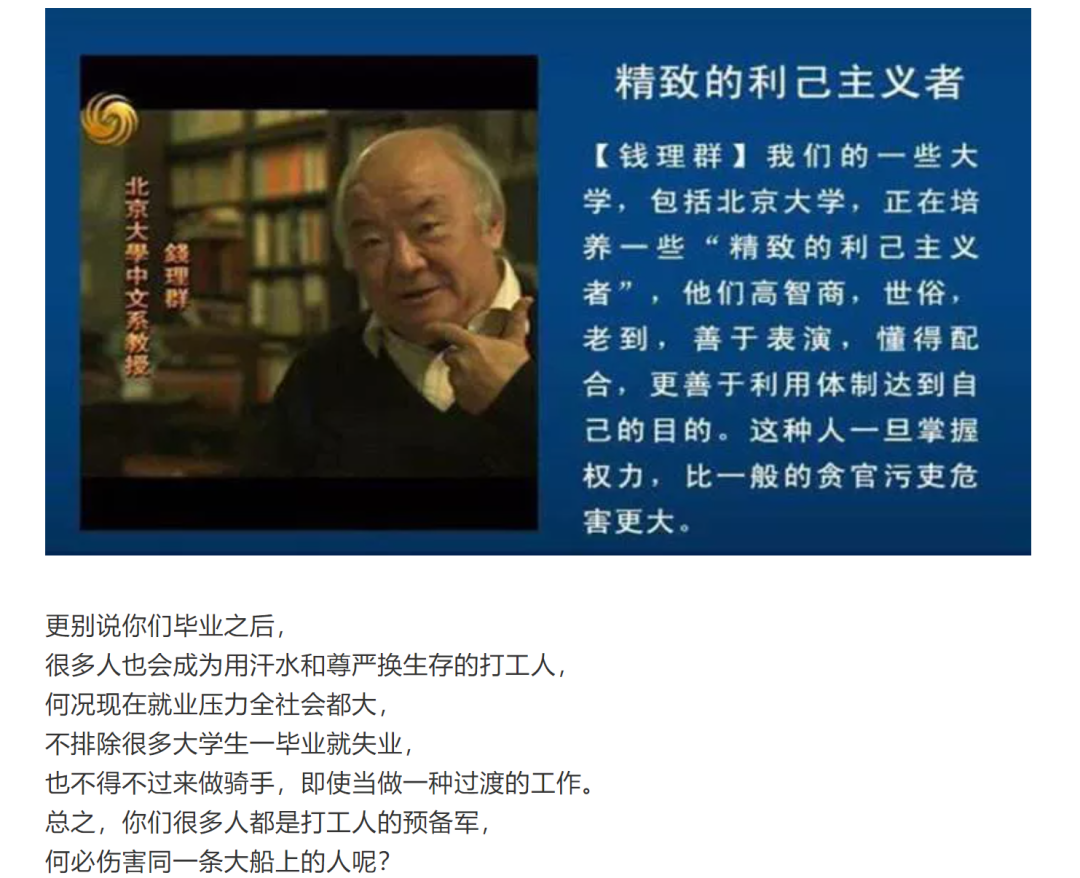 精致的利己主义者
北京大學中文系教授
錢理群
【钱理群】我们的一些大
学，包括北京大学，正在培
养一些“精致的利己主义
者”，他们高智商，世俗，
老到，善于表演，懂得配
合，更善于利用体制达到自
己的目的。这种人一旦掌握
权力，比一般的贪官污吏危
害更大。
更别说你们毕业之后，
很多人也会成为用汗水和尊严换生存的打工人，
何况现在就业压力全社会都大，
不排除很多大学生一毕业就失业，
也不得不过来做骑手，即使当做一种过渡的工作。
总之，你们很多人都是打工人的预备军，
何必伤害同一条大船上的人呢？